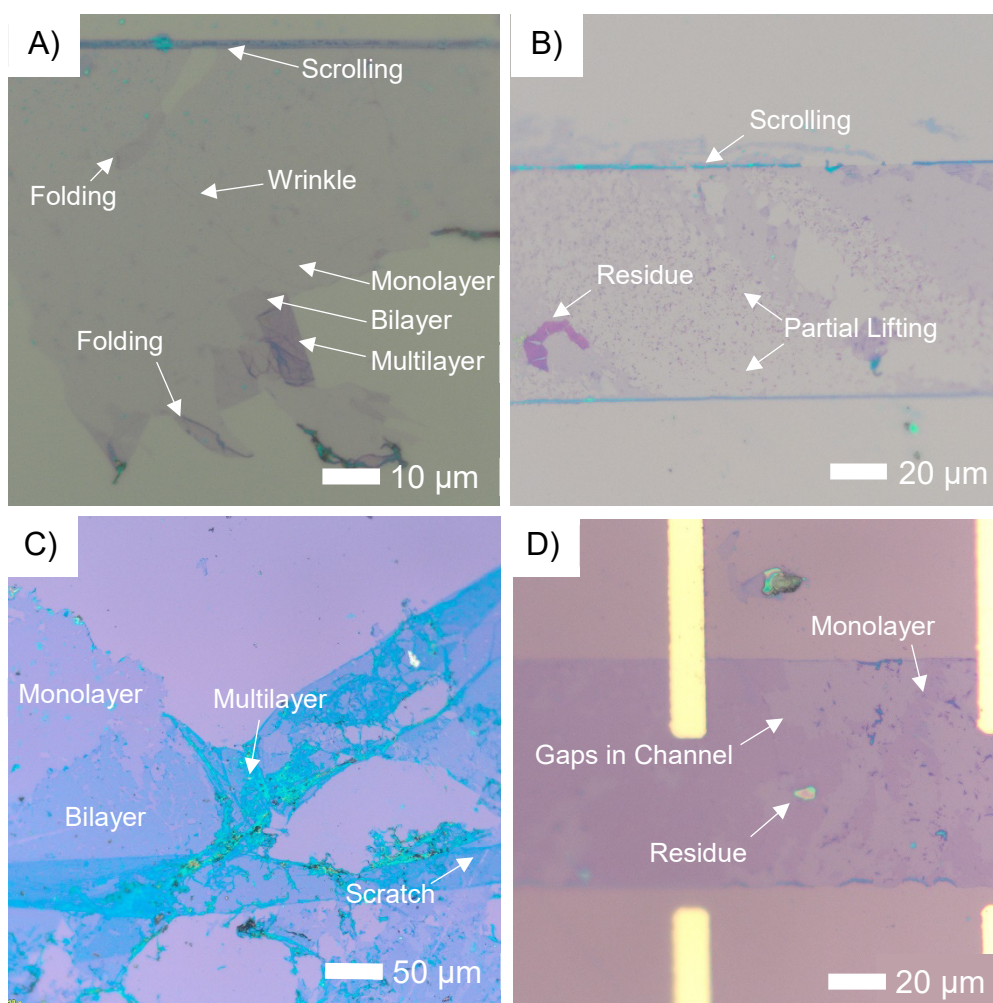 A)
Scrolling
Folding
Wrinkle
Monolayer
Bilayer
Multilayer
Folding
10 μm
B)
Scrolling
Residue
Partial Lifting
20 μm
C)
Monolayer
Multilayer
Bilayer
Scratch
50 μm
D)
Monolayer
Gaps in Channel
Residue
20 μm